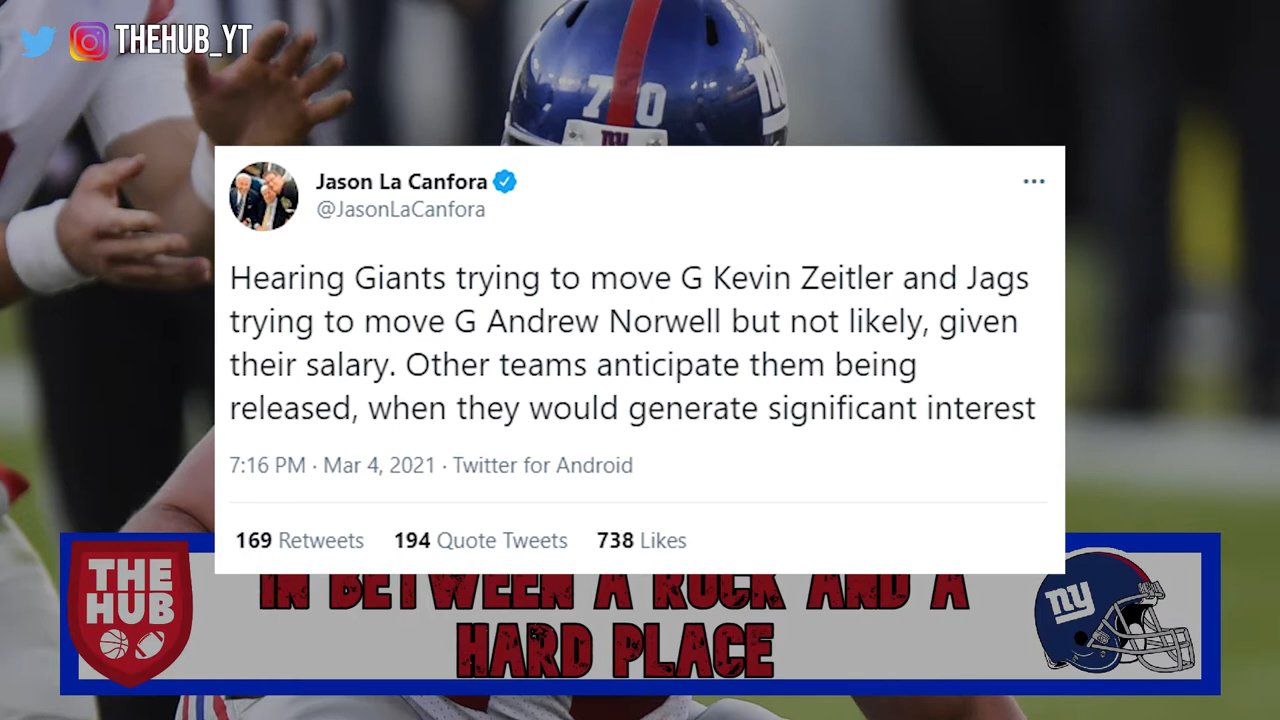 THEHUB_YT
70
ny
Jason La Canfora
@JasonLaCanfora
Hearing Giants trying to move G Kevin Zeitler and Jags
trying to move G Andrew Norwell but not likely, given
their salary. Other teams anticipate them being
released, when they would generate significant interest
7:16 PM · Mar 4, 2021 · Twitter for Android
169 Retweets 194 Quote Tweets 738 Likes
THE
HUB
IN BETWEEN A ROCK AND A
HARD PLACE
ny